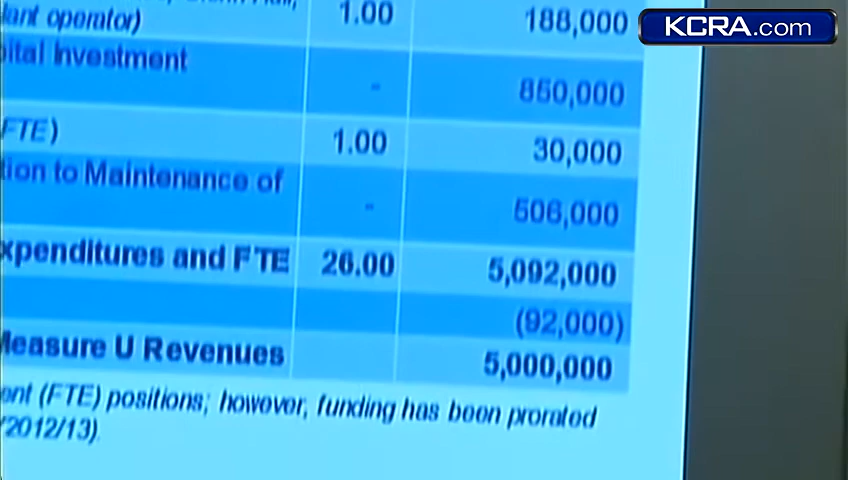 KCRA.com
lant operator)
1.00
188,000
ital Investment
-
850,000
FTE)
1.00
30,000
tion to Maintenance of
-
506,000
xpenditures and FTE
26.00
5,092,000
(92,000)
Measure U Revenues
5,000,000
ent (FTE) positions; however, funding has been prorated
2012/13).